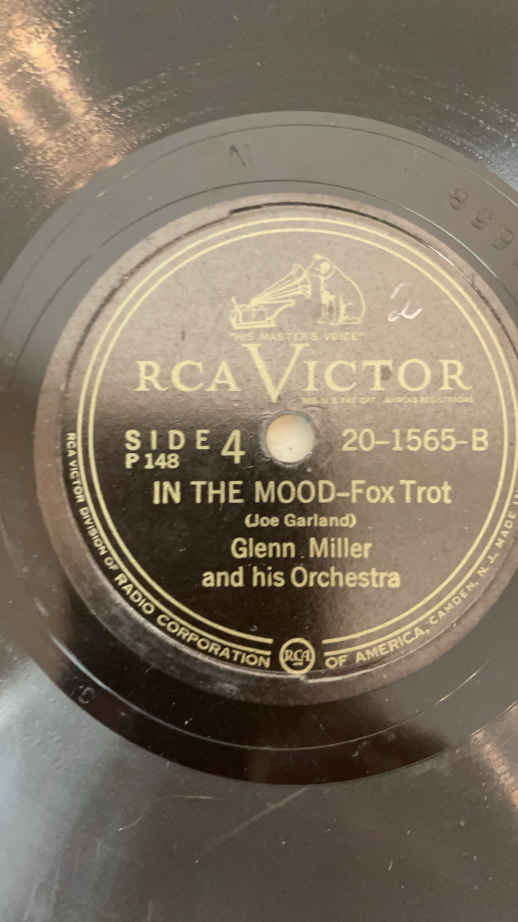 "HIS MASTER'S VOICE"
RCA VICTOR
SIDE 4
P 148
20-1565-B
IN THE MOOD-Fox Trot
(Joe Garland)
Glenn Miller
and his Orchestra
RCA VICTOR DIVISION OF RADIO CORPORATION RCA OF AMERICA, CAMDEN, N. J. MADE
2